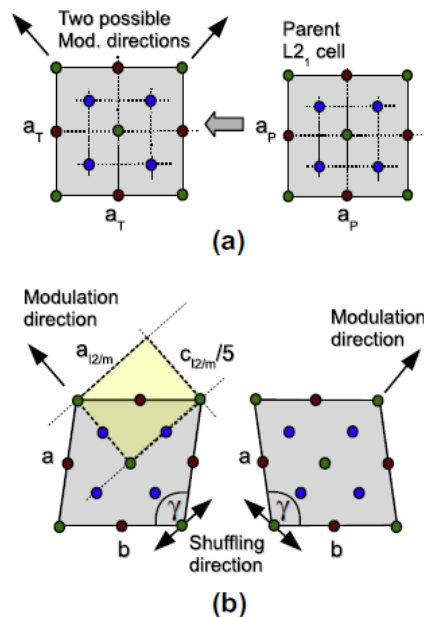 Two possible
Mod. directions
Parent
L2₁ cell
a_T
a_T
a_P
a_P
(a)
Modulation
direction
a_I2/m
c_I2/m/5
Modulation
direction
a
γ
b
a
γ
b
Shuffling
direction
(b)